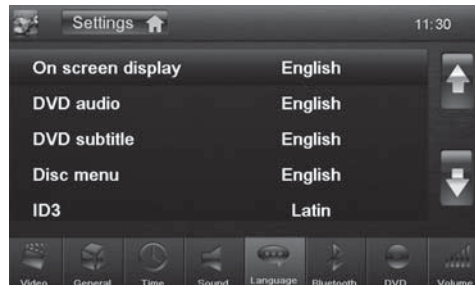 Settings 11:30
On screen display English
DVD audio English
DVD subtitle English
Disc menu English
ID3 Latin
Video General Time Sound Language Bluetooth DVD Volume